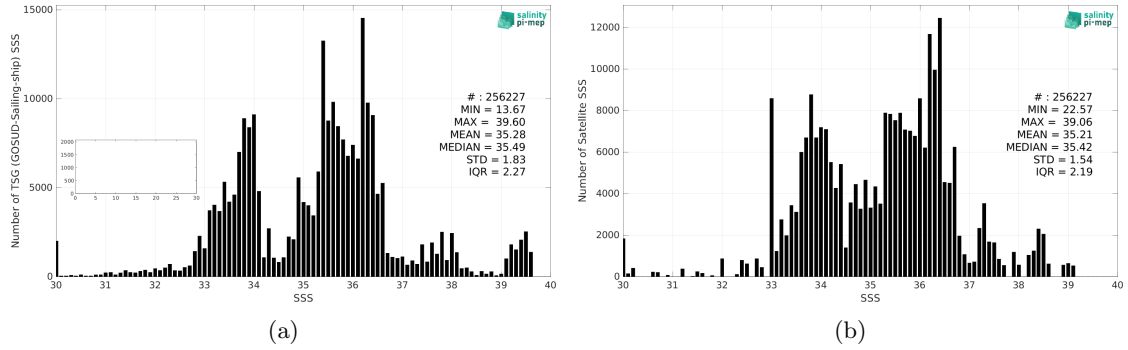 15000
10000
5000
0
Number of TSG (GOSUD-Sailing-ship) SSS
salinity
pi-mep
# : 256227
MIN = 13.67
MAX = 39.60
MEAN = 35.28
MEDIAN = 35.49
STD = 1.83
IQR = 2.27
2000
1500
1000
500
0
0 5 10 15 20 25 30
30 31 32 33 34 35 36 37 38 39 40
SSS
(a)
12000
10000
8000
6000
4000
2000
0
Number of Satellite SSS
salinity
pi-mep
# : 256227
MIN = 22.57
MAX = 39.06
MEAN = 35.21
MEDIAN = 35.42
STD = 1.54
IQR = 2.19
30 31 32 33 34 35 36 37 38 39 40
SSS
(b)